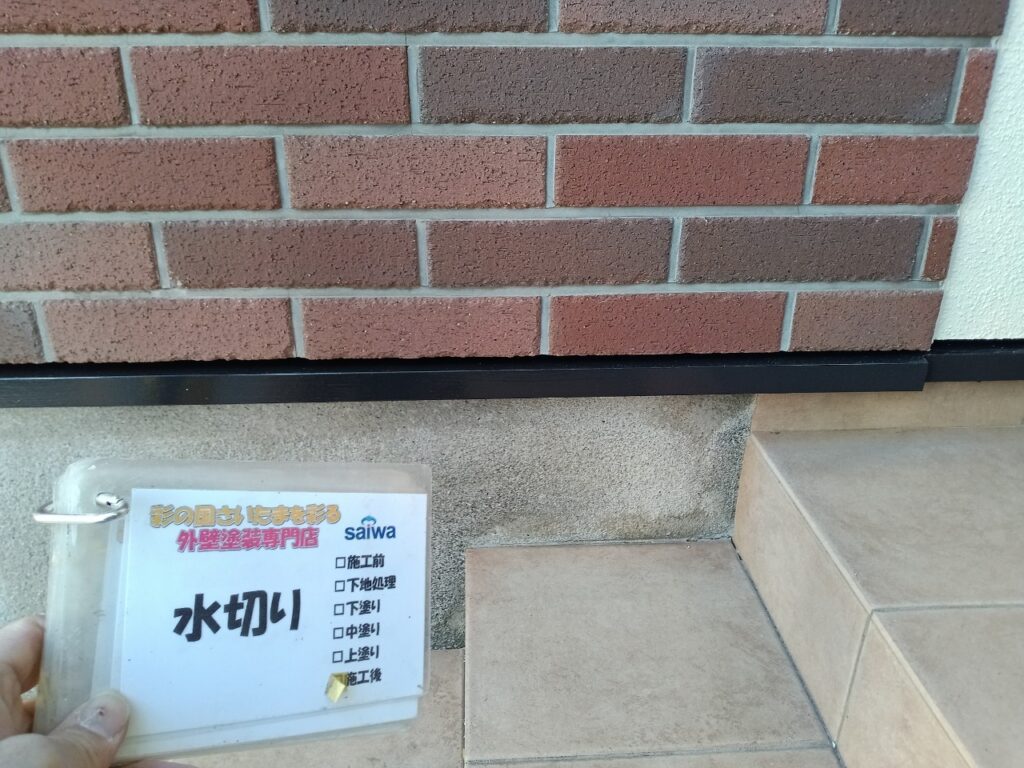 彩の国さいたまを彩る
外壁塗装専門店
saiwa
水切り
□施工前
□下地処理
□下塗り
□中塗り
□上塗り
施工後